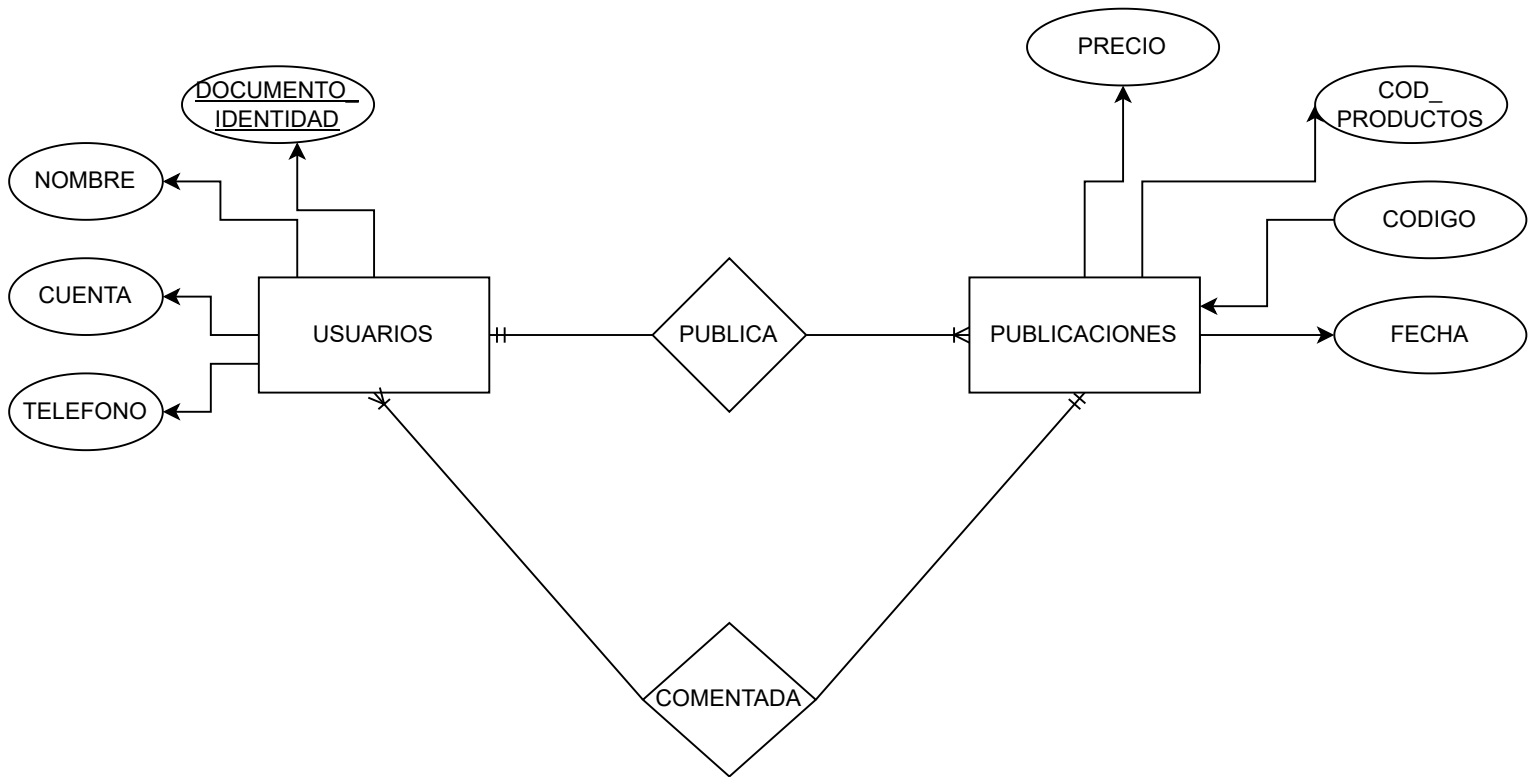 PRECIO
DOCUMENTO_
IDENTIDAD
COD_
PRODUCTOS
NOMBRE
CODIGO
CUENTA
USUARIOS
PUBLICA
PUBLICACIONES
FECHA
TELEFONO
COMENTADA